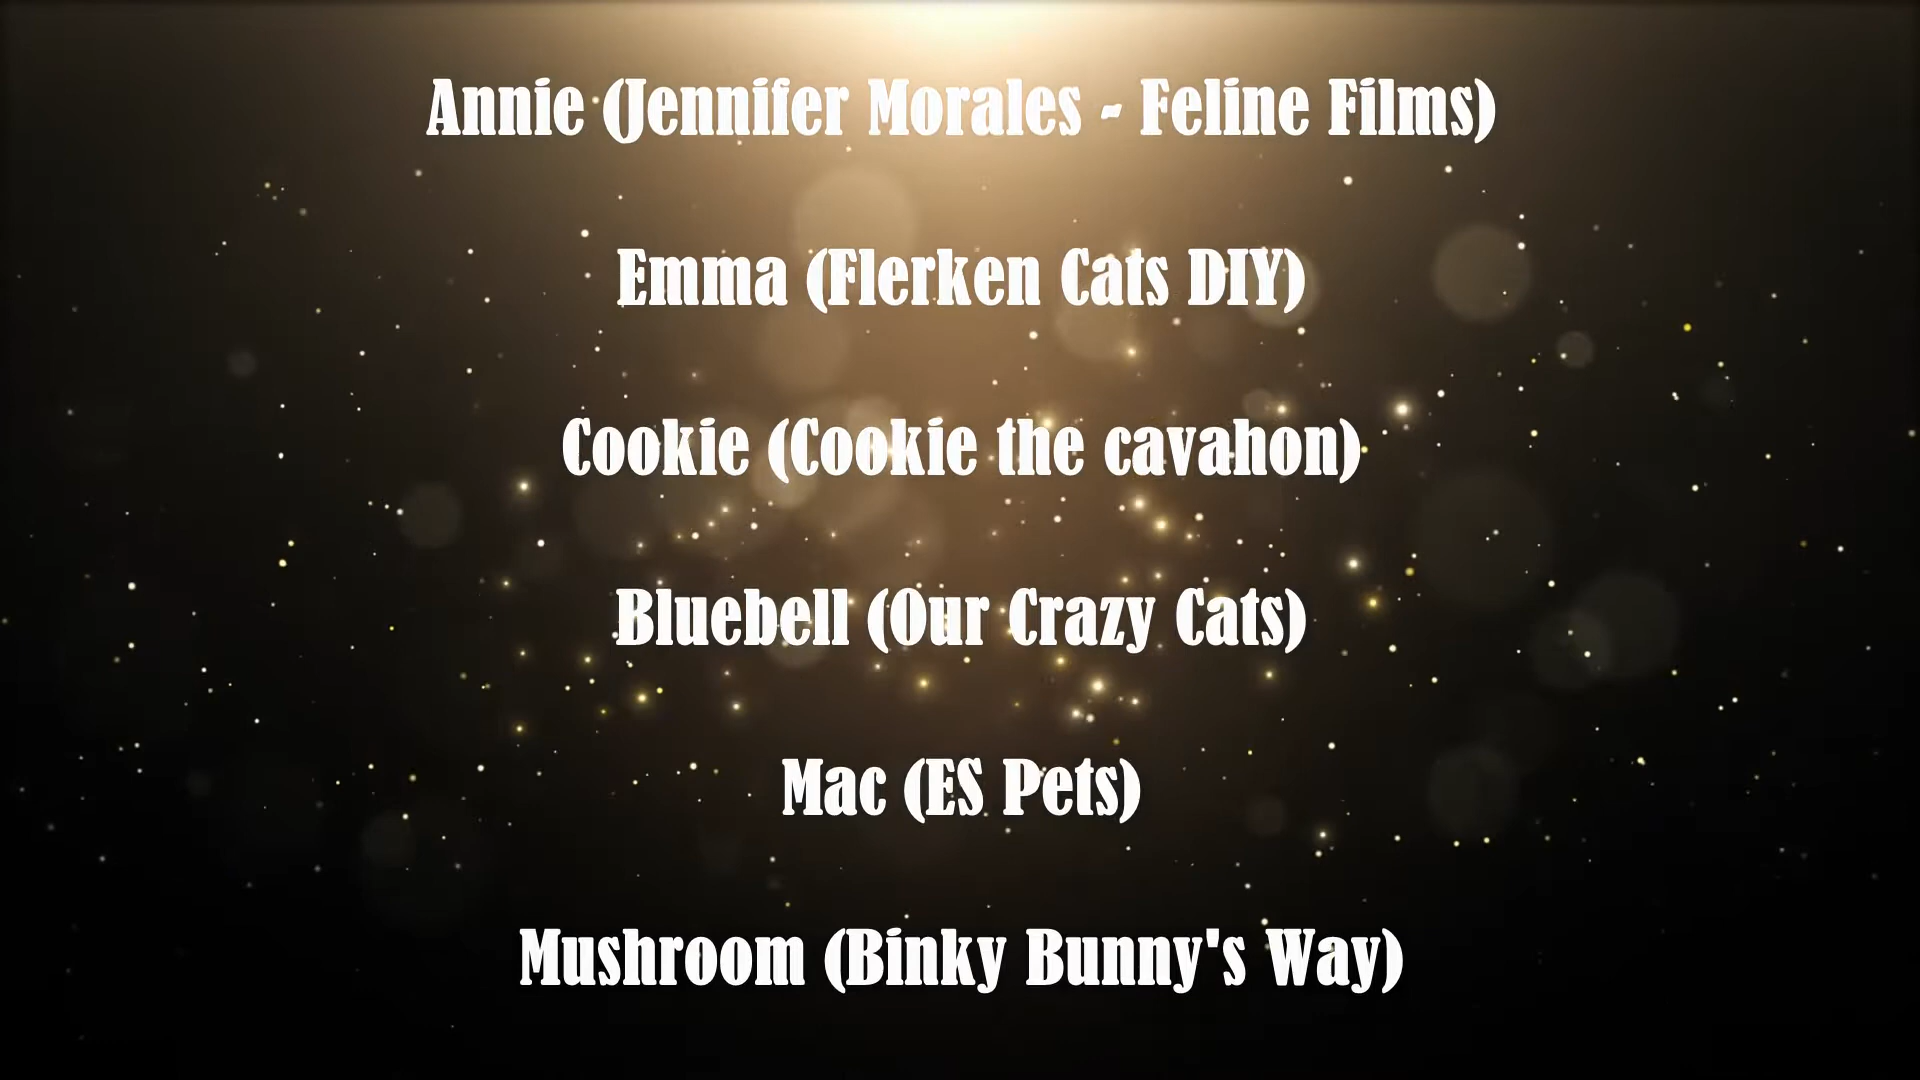 Annie (Jennifer Morales - Feline Films)
Emma (Flerken Cats DIY)
Cookie (Cookie the cavahon)
Bluebell (Our Crazy Cats)
Mac (ES Pets)
Mushroom (Binky Bunny's Way)